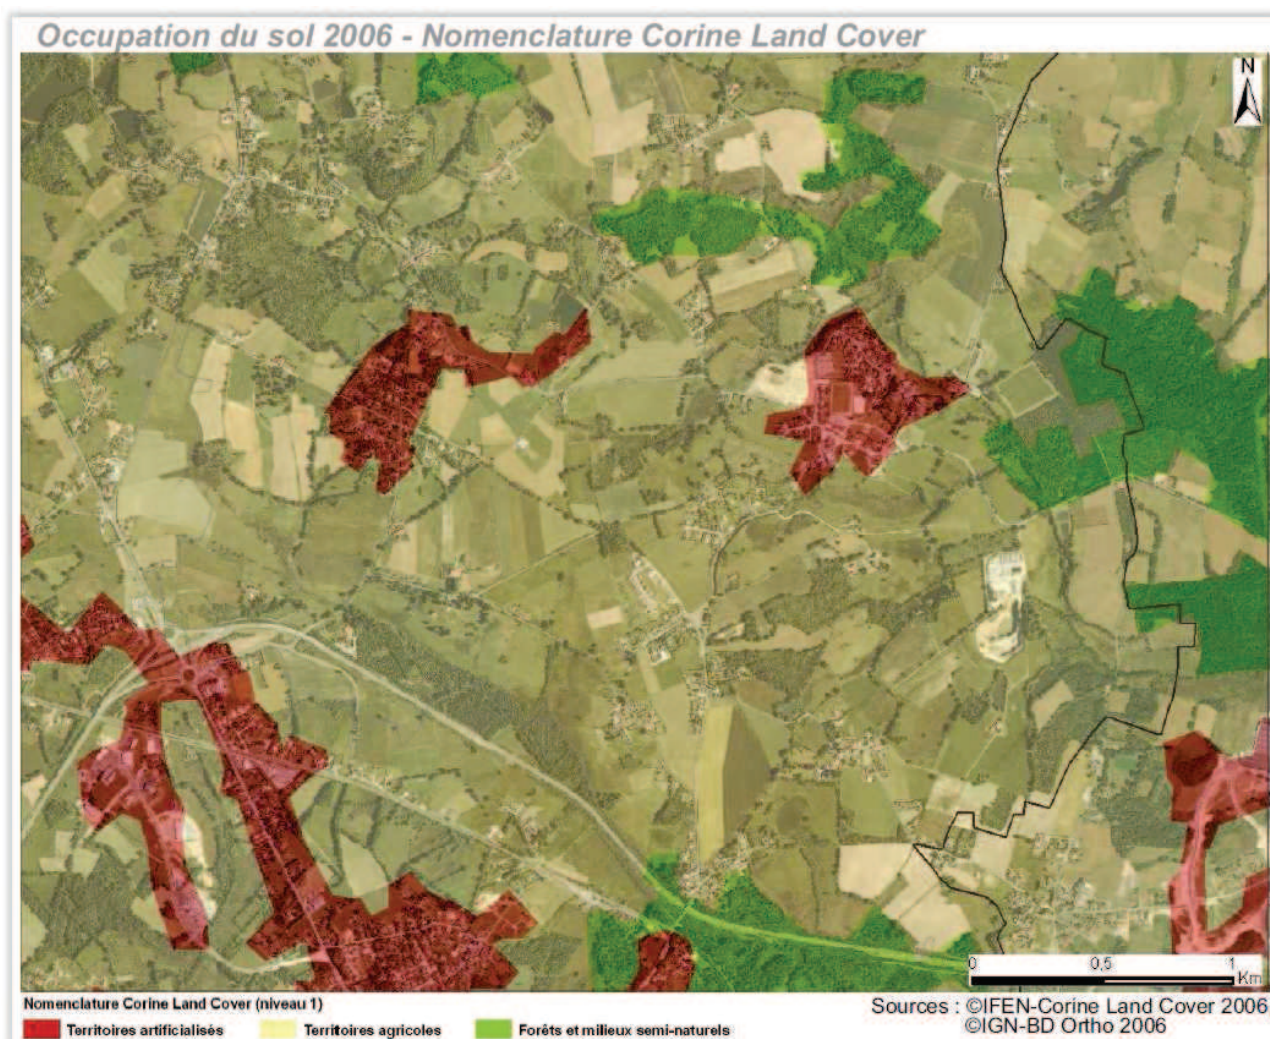 Occupation du sol 2006 - Nomenclature Corine Land Cover
N
0 0,5 1
Km
Nomenclature Corine Land Cover (niveau 1)
Territoires artificialisés Territoires agricoles Forêts et milieux semi-naturels
Sources : ©IFEN-Corine Land Cover 2006
©IGN-BD Ortho 2006